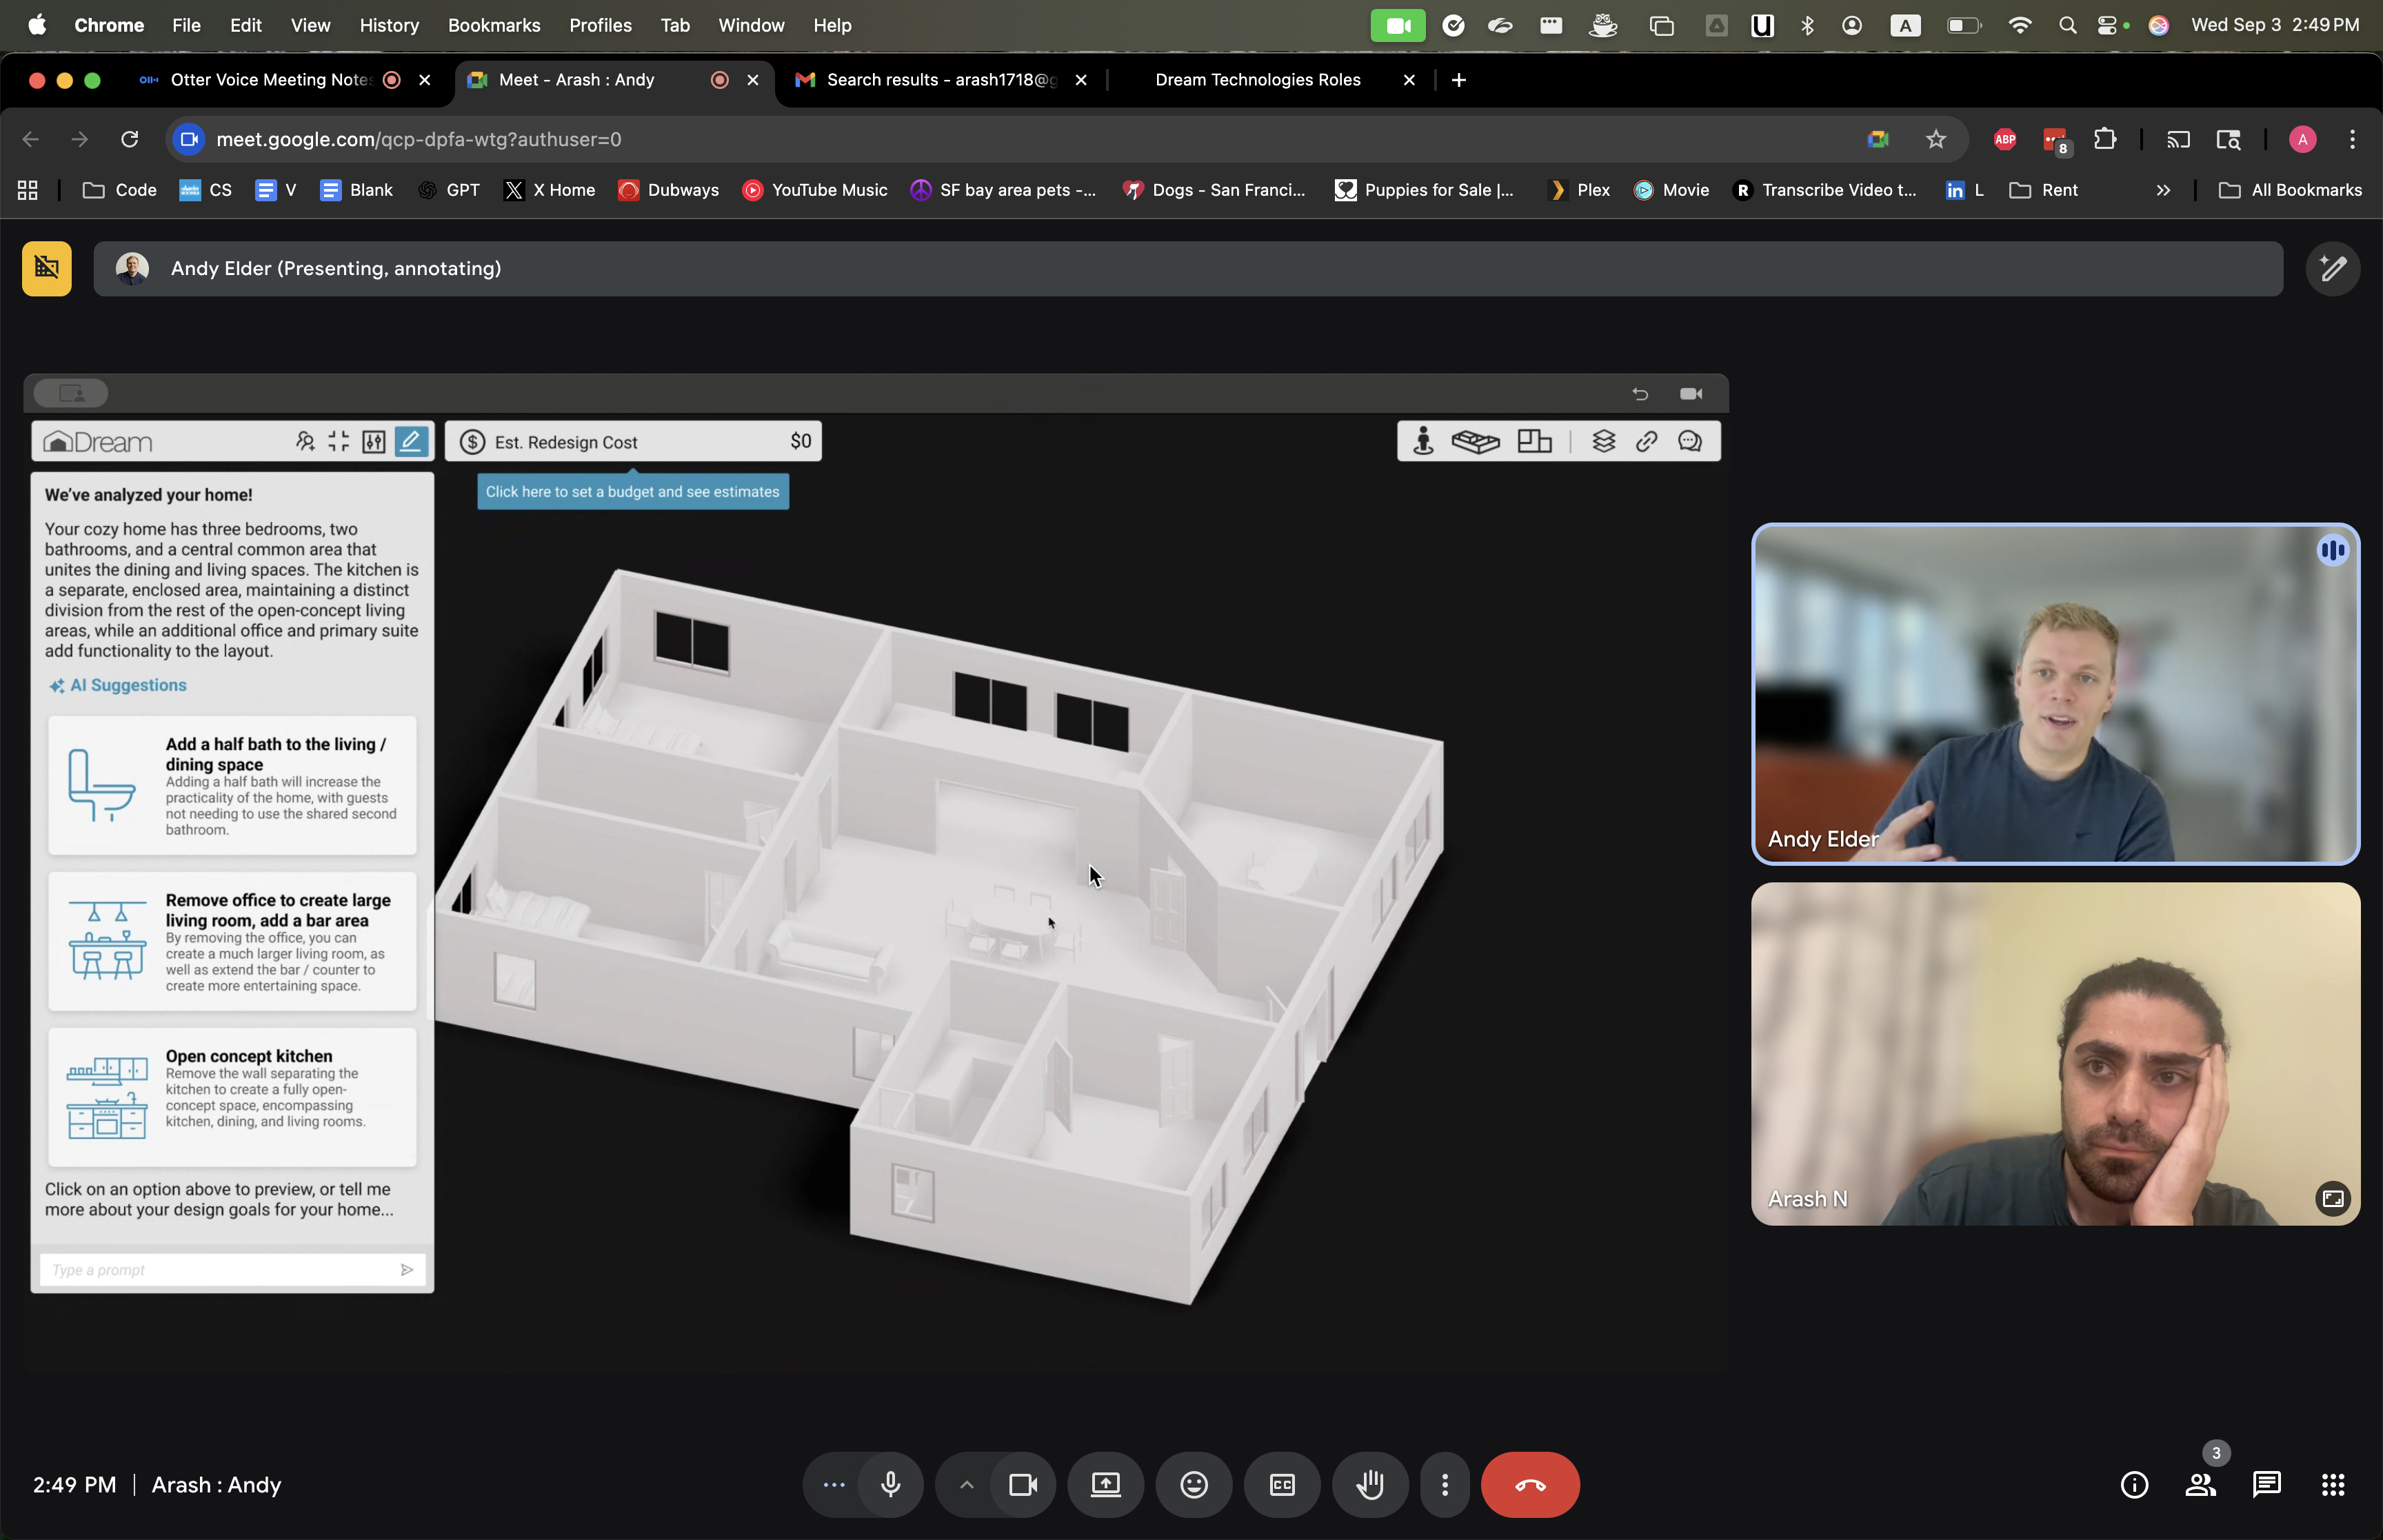 Chrome File Edit View History Bookmarks Profiles Tab Window Help A Wed Sep 3 2:49 PM
Otter Voice Meeting Notes Meet - Arash : Andy Search results - arash1718@g Dream Technologies Roles
meet.google.com/qcp-dpfa-wtg?authuser=0 ABP 8 A
Code CS V Blank GPT X Home Dubways YouTube Music SF bay area pets -... Dogs - San Franci... Puppies for Sale |... Plex Movie Transcribe Video t... L Rent All Bookmarks
Andy Elder (Presenting, annotating)
Dream
Est. Redesign Cost $0
Click here to set a budget and see estimates
We've analyzed your home!
Your cozy home has three bedrooms, two
bathrooms, and a central common area that
unites the dining and living spaces. The kitchen is
a separate, enclosed area, maintaining a distinct
division from the rest of the open-concept living
areas, while an additional office and primary suite
add functionality to the layout.
AI Suggestions
Add a half bath to the living /
dining space
Adding a half bath will increase the
practicality of the home, with guests
not needing to use the shared second
bathroom.
Remove office to create large
living room, add a bar area
By removing the office, you can
create a much larger living room, as
well as extend the bar / counter to
create more entertaining space.
Open concept kitchen
Remove the wall separating the
kitchen to create a fully open-
concept space, encompassing
kitchen, dining, and living rooms.
Click on an option above to preview, or tell me
more about your design goals for your home...
Type a prompt
Andy Elder
Arash N
2:49 PM Arash : Andy
CC
3